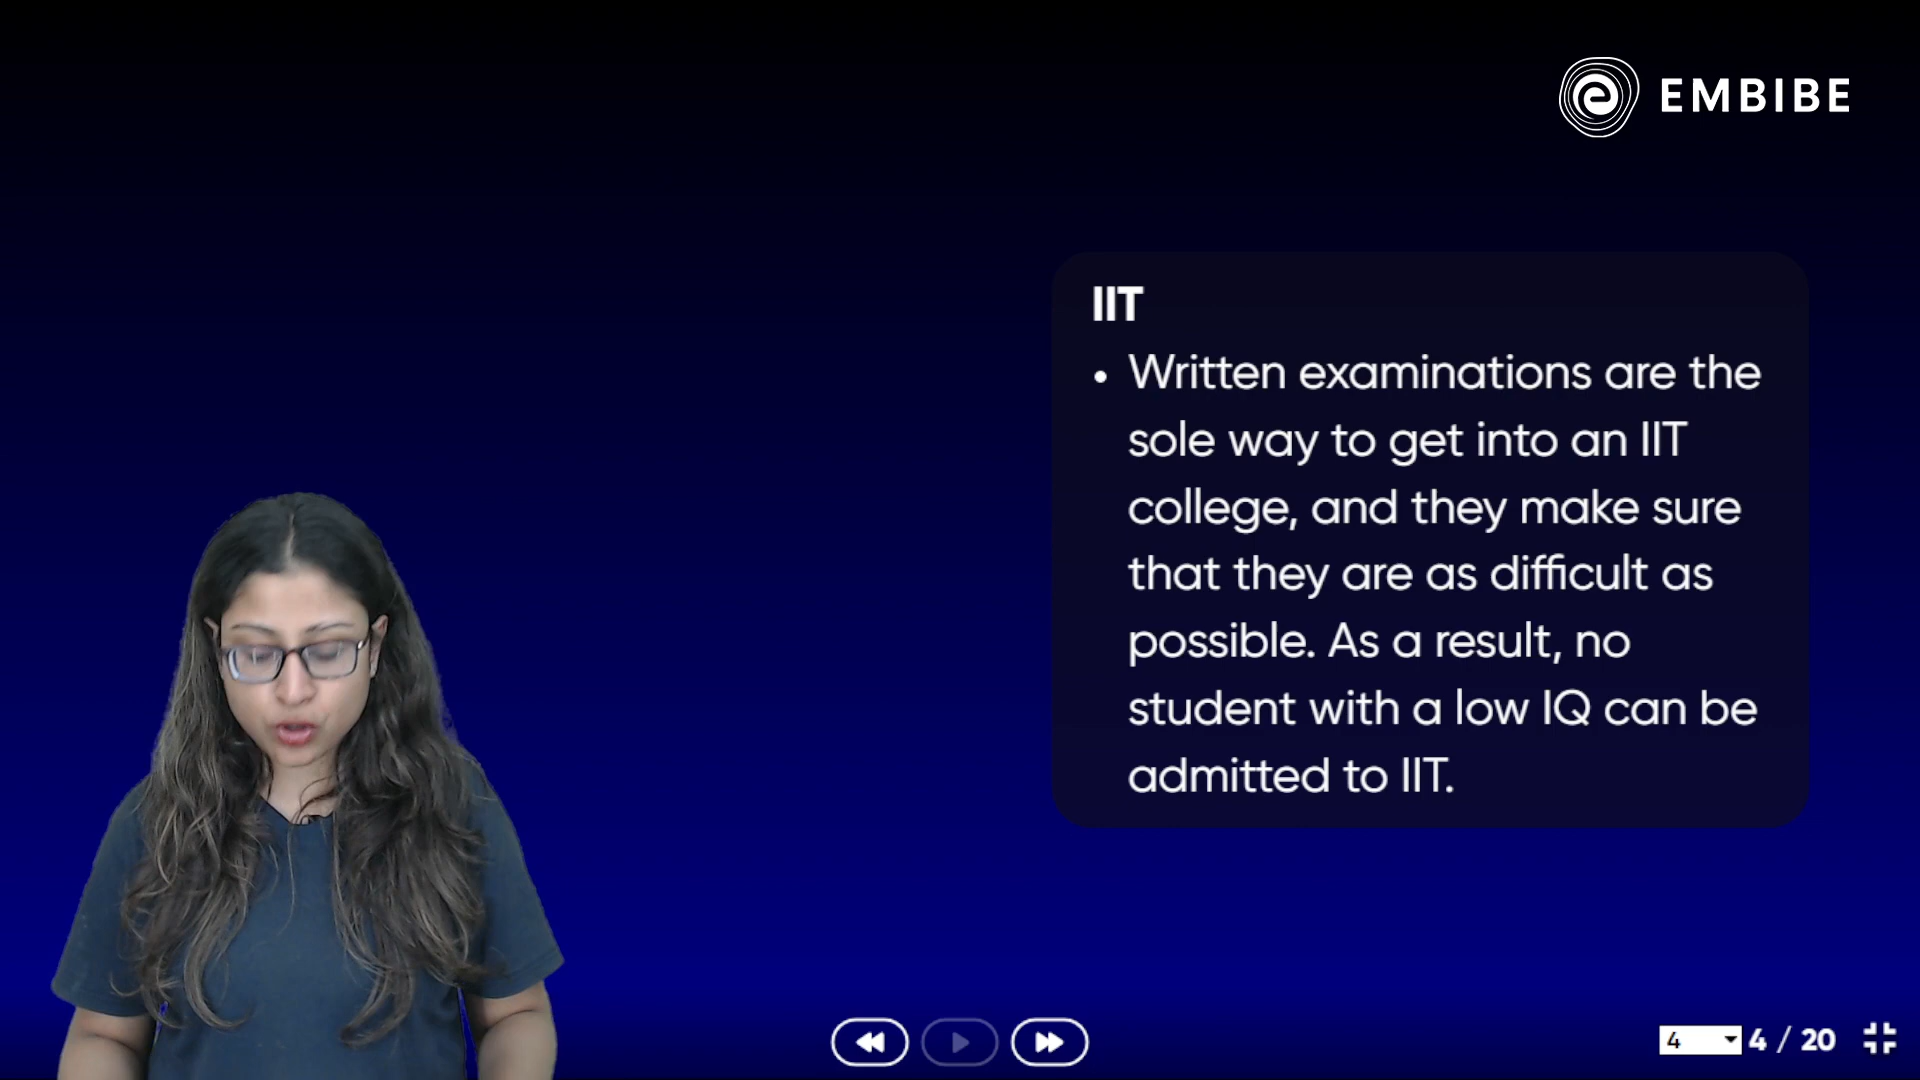 EMBIBE
IIT
• Written examinations are the
sole way to get into an IIT
college, and they make sure
that they are as difficult as
possible. As a result, no
student with a low IQ can be
admitted to IIT.
4 4 / 20